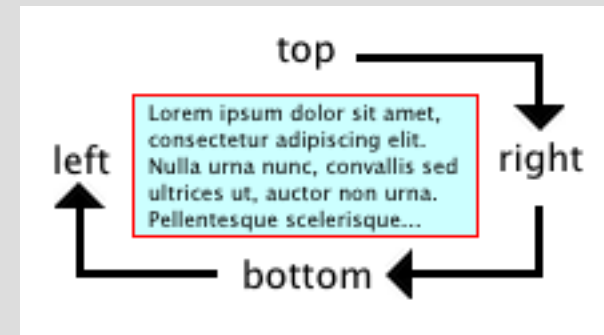 top
Lorem ipsum dolor sit amet,
consectetur adipiscing elit.
Nulla urna nunc, convallis sed
ultrices ut, auctor non urna.
Pellentesque scelerisque...
left
right
bottom